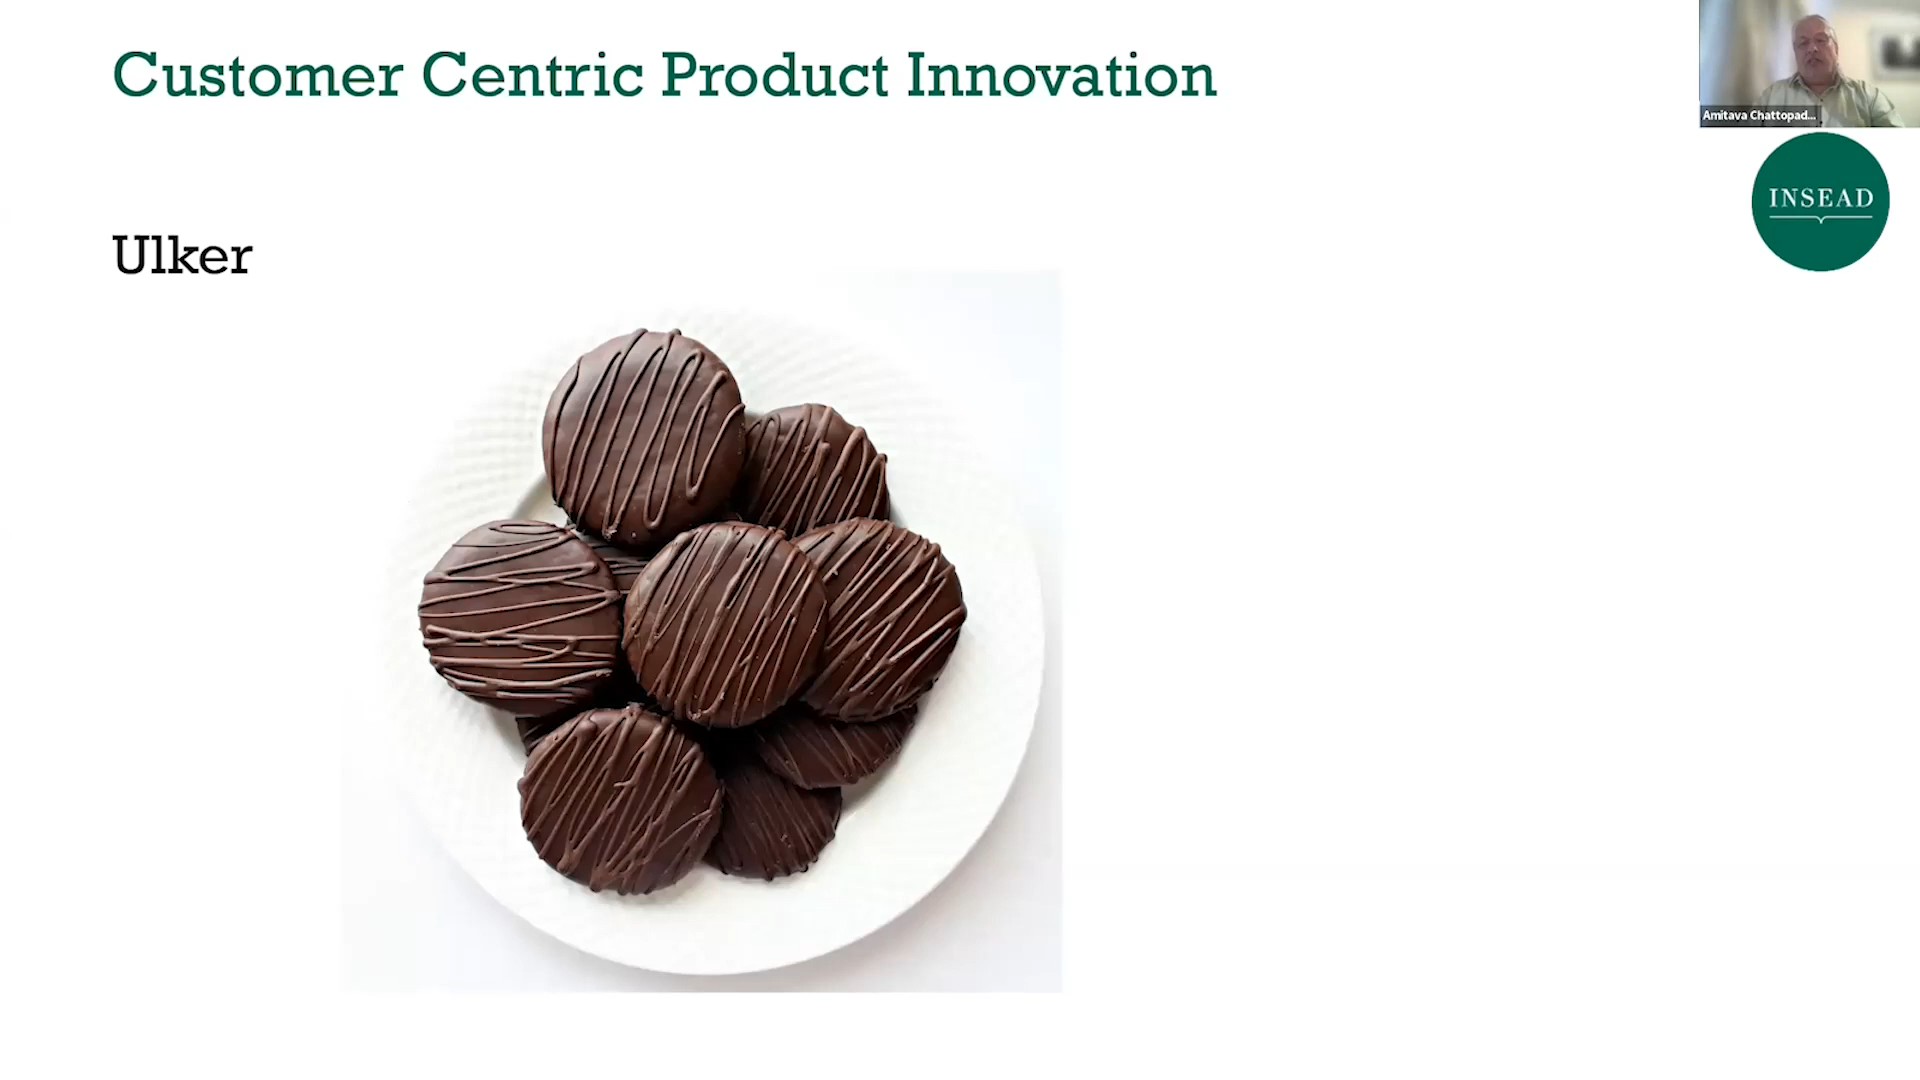 Customer Centric Product Innovation
Amitava Chattopad...
INSEAD
Ulker